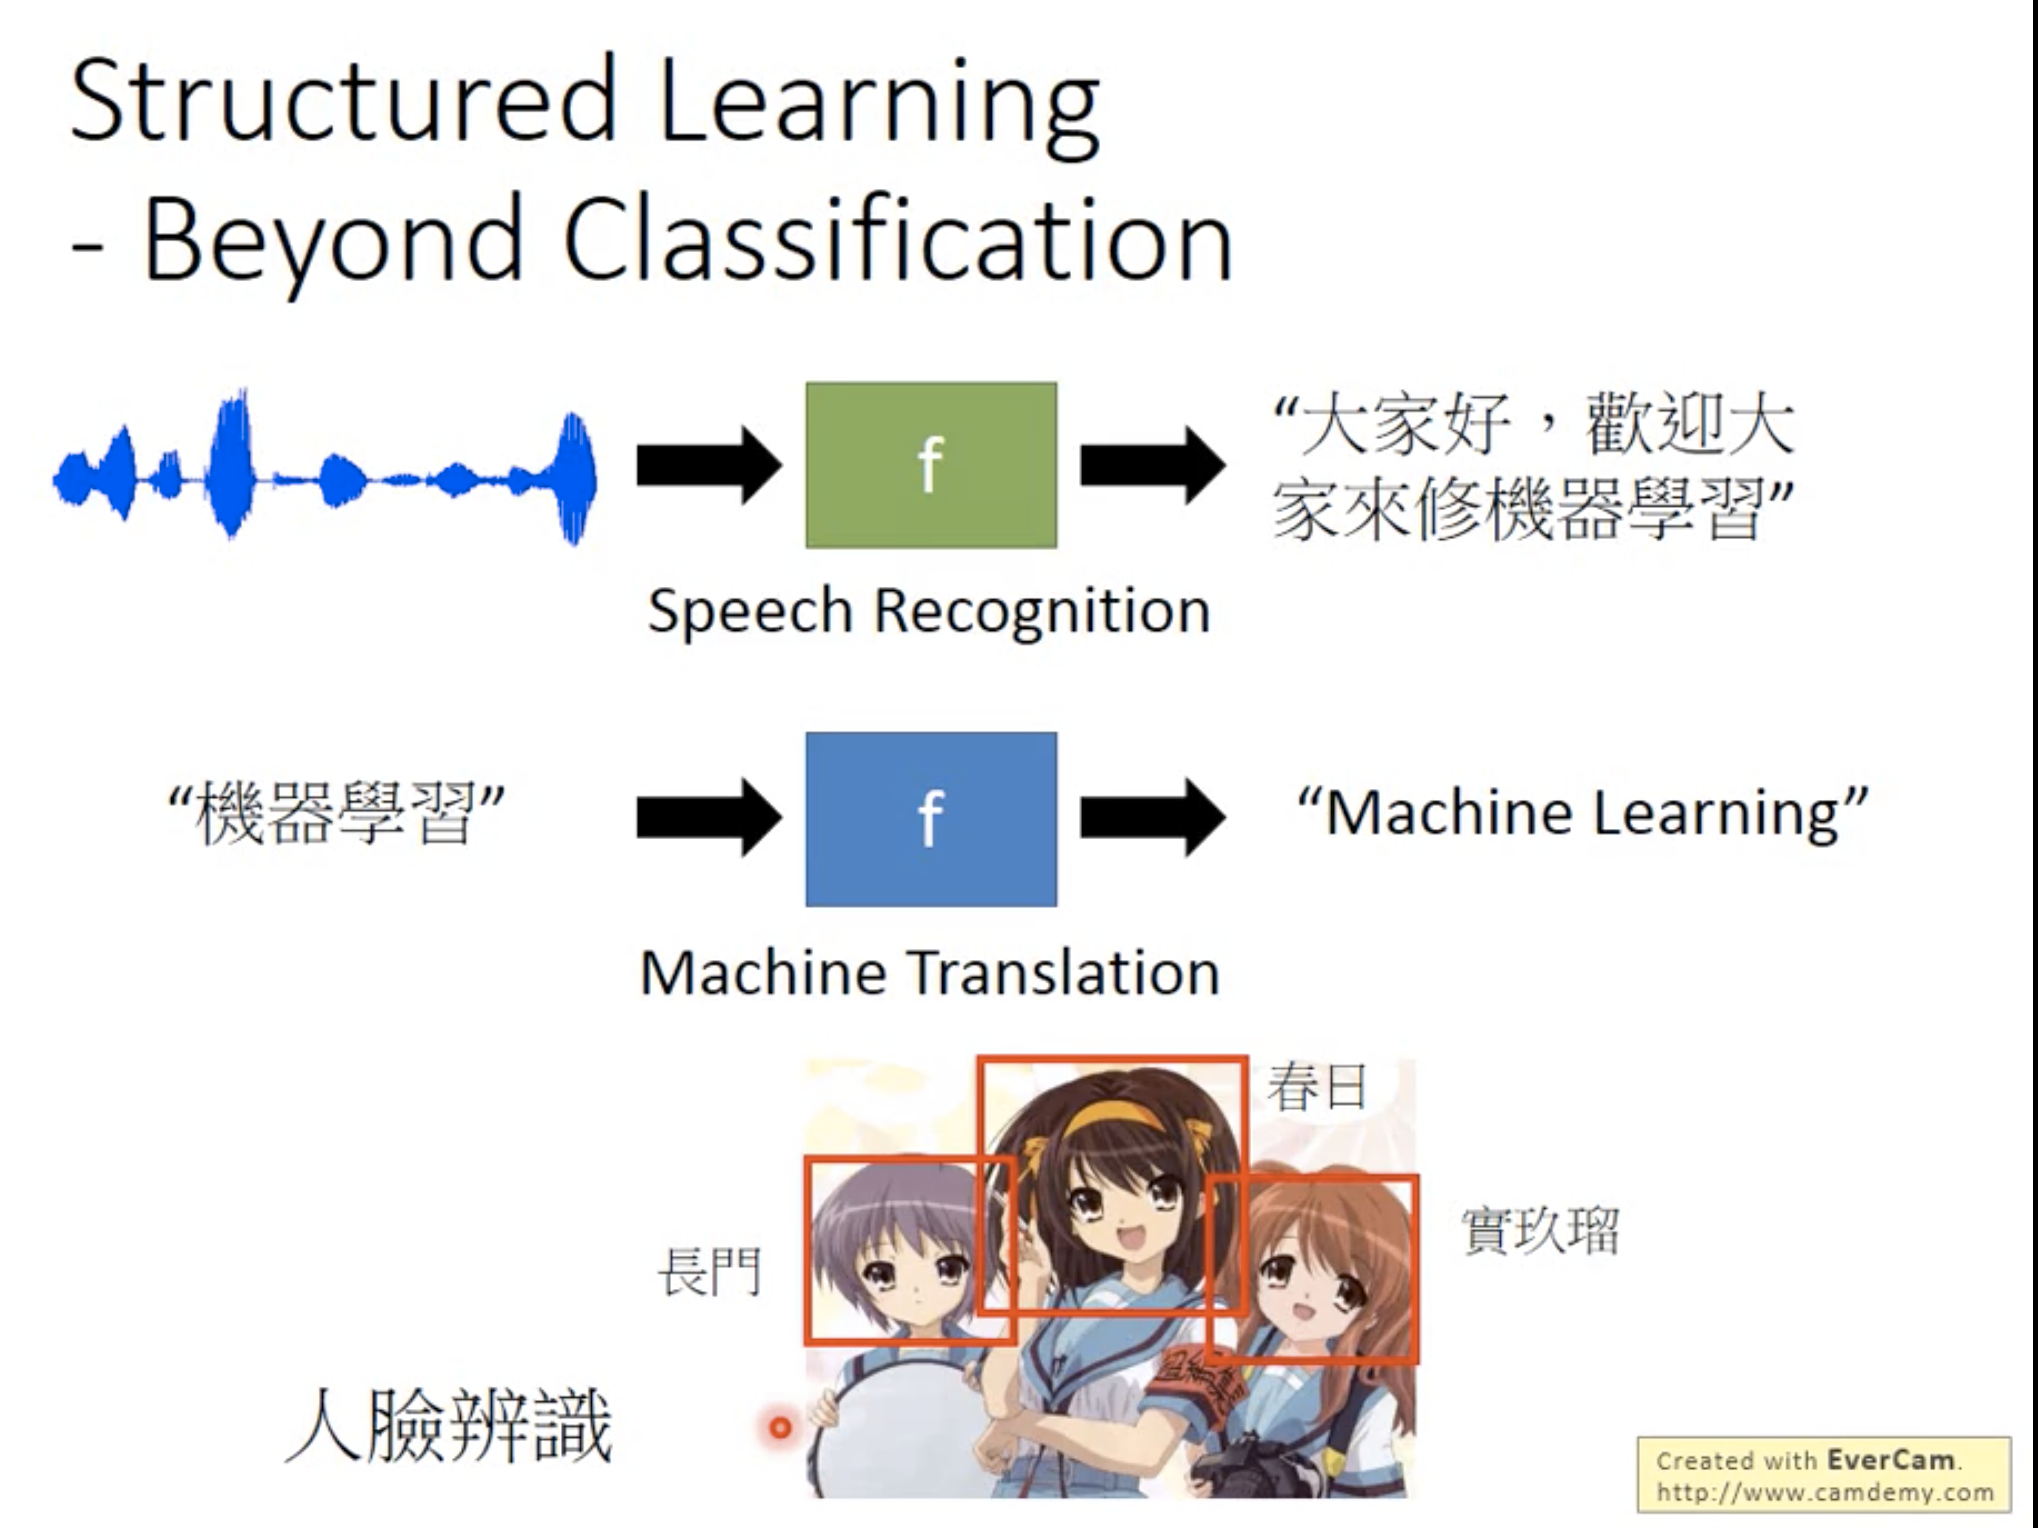 Structured Learning
- Beyond Classification
f
“大家好，歡迎大
家來修機器學習”
Speech Recognition
“機器學習”
f
“Machine Learning”
Machine Translation
春日
實玖瑠
長門
人臉辨識
Created with EverCam.
http://www.camdemy.com